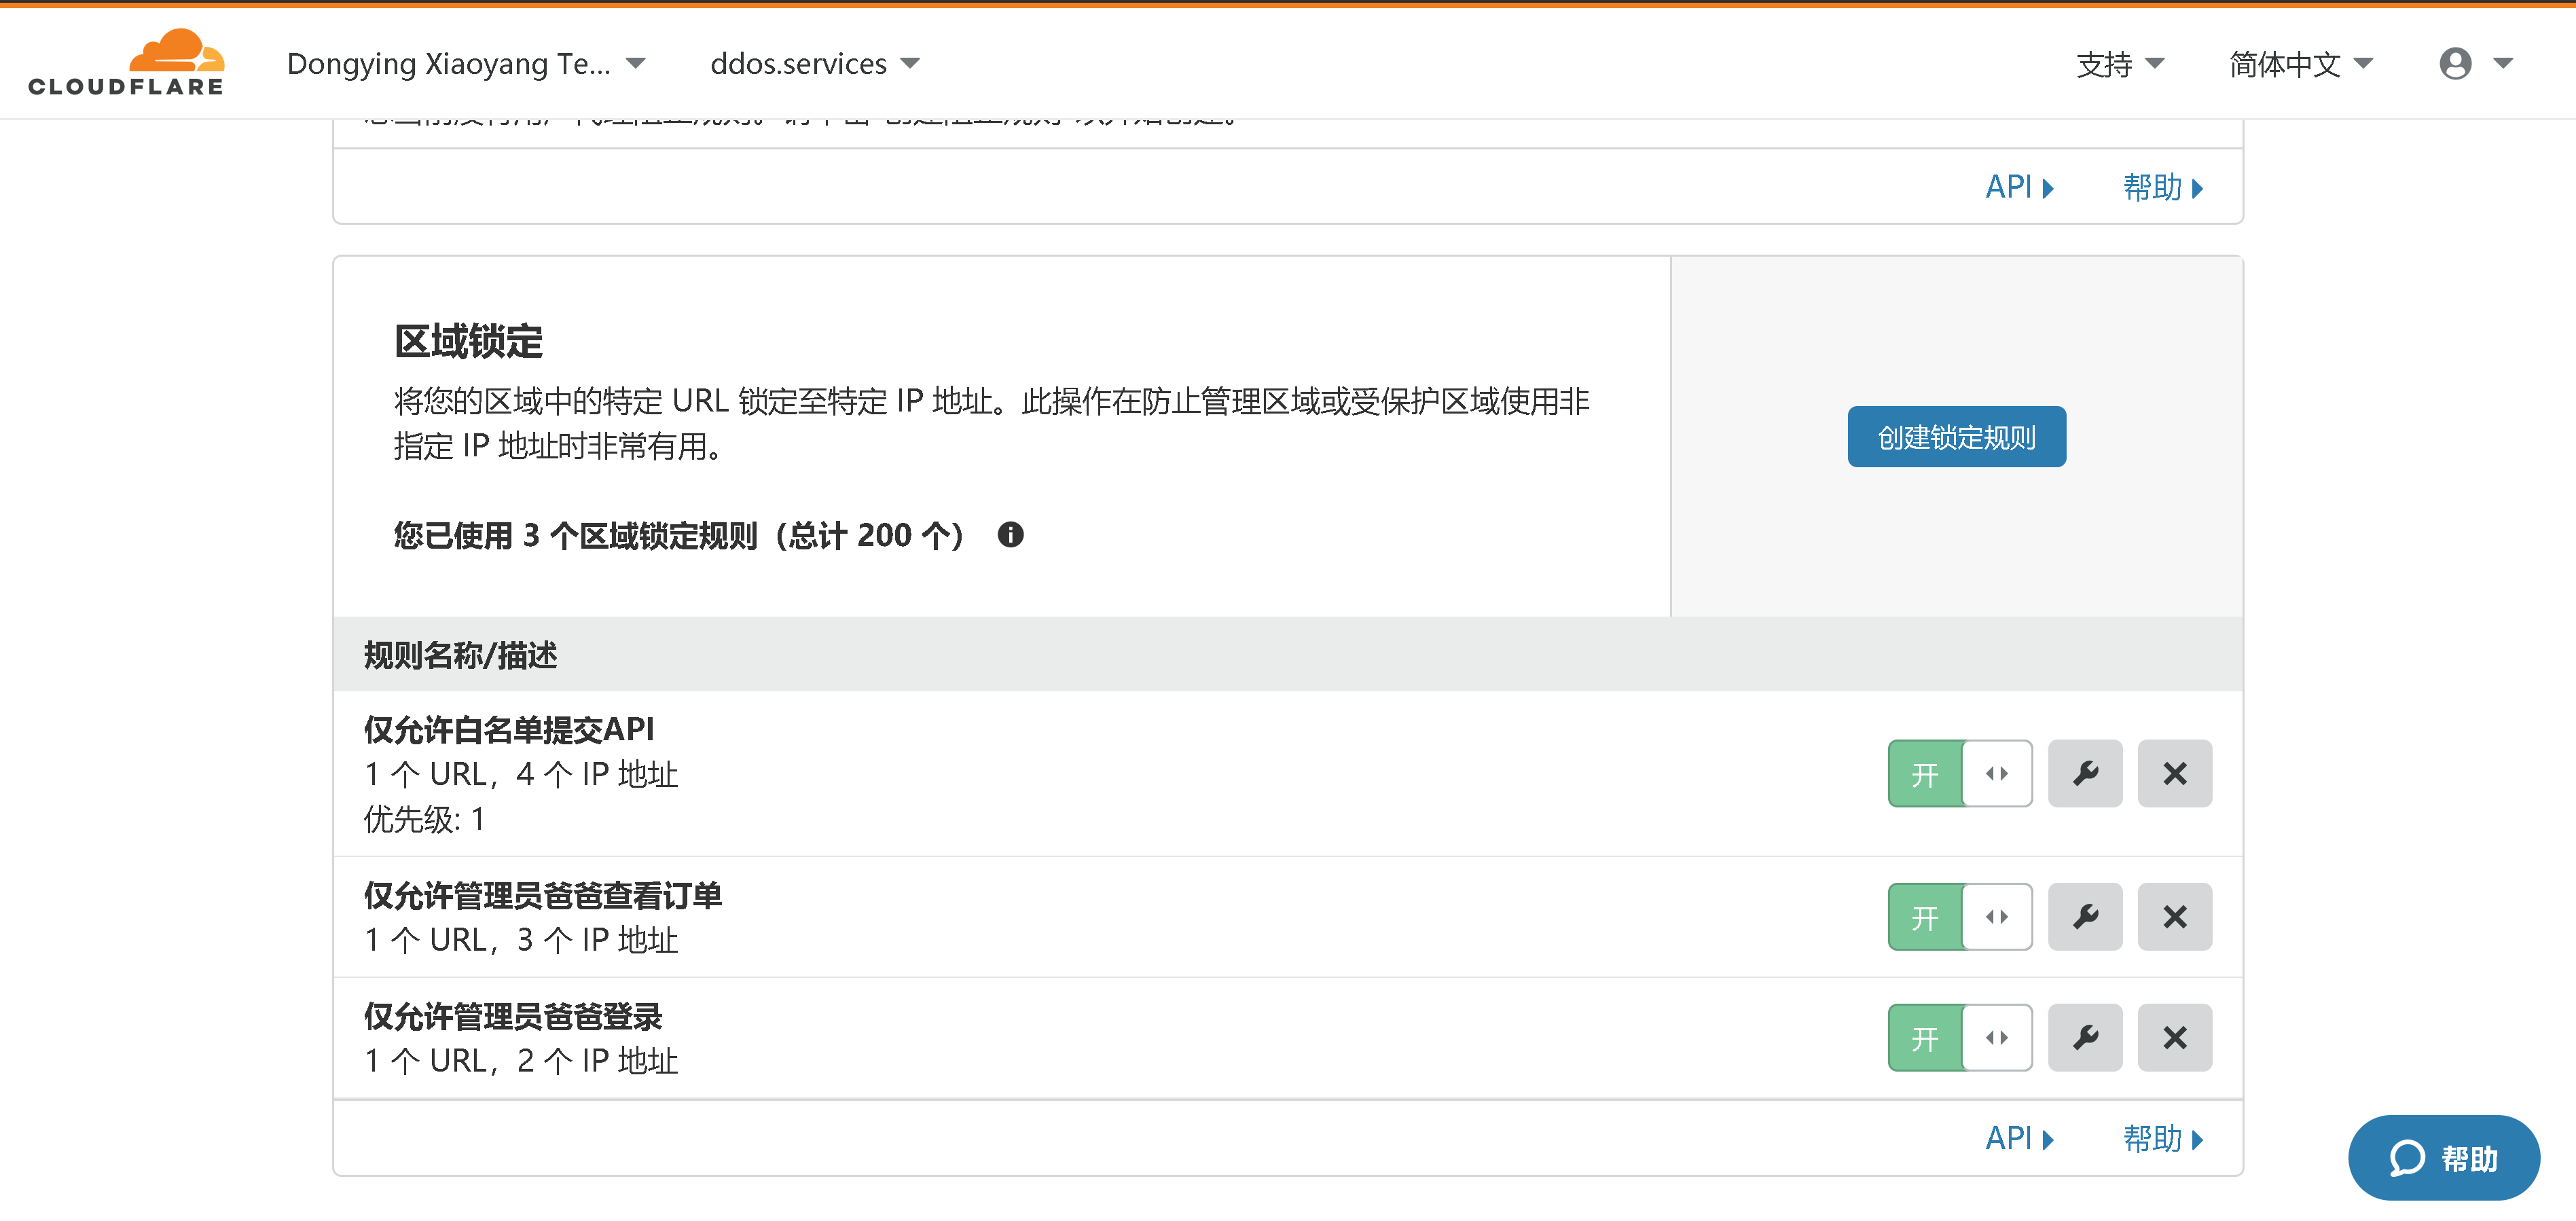 CLOUDFLARE
Dongying Xiaoyang Te...
ddos.services
支持
简体中文
API
帮助
区域锁定
将您的区域中的特定 URL 锁定至特定 IP 地址。此操作在防止管理区域或受保护区域使用非
指定 IP 地址时非常有用。
创建锁定规则
您已使用 3 个区域锁定规则（总计 200 个）
规则名称/描述
仅允许白名单提交API
1 个 URL，4 个 IP 地址
优先级: 1
开
仅允许管理员爸爸查看订单
1 个 URL，3 个 IP 地址
开
仅允许管理员爸爸登录
1 个 URL，2 个 IP 地址
开
API
帮助
帮助